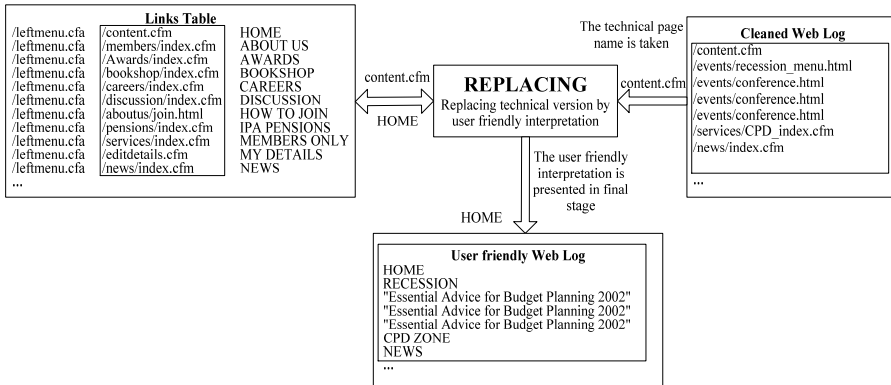 Links Table
/leftmenu.cfa /content.cfm HOME
/leftmenu.cfa /members/index.cfm ABOUT US
/leftmenu.cfa /Awards/index.cfm AWARDS
/leftmenu.cfa /bookshop/index.cfm BOOKSHOP
/leftmenu.cfa /careers/index.cfm CAREERS
/leftmenu.cfa /discussion/index.cfm DISCUSSION
/leftmenu.cfa /aboutus/join.html HOW TO JOIN
/leftmenu.cfa /pensions/index.cfm IPA PENSIONS
/leftmenu.cfa /services/index.cfm MEMBERS ONLY
/leftmenu.cfa /editdetails.cfm MY DETAILS
/leftmenu.cfa /news/index.cfm NEWS
...
content.cfm
HOME
REPLACING
Replacing technical version by
user friendly interpretation
The technical page
name is taken
content.cfm
Cleaned Web Log
/content.cfm
/events/recession_menu.html
/events/conference.html
/events/conference.html
/events/conference.html
/services/CPD_index.cfm
/news/index.cfm
...
The user friendly
interpretation is
presented in final
stage
HOME
User friendly Web Log
HOME
RECESSION
"Essential Advice for Budget Planning 2002"
"Essential Advice for Budget Planning 2002"
"Essential Advice for Budget Planning 2002"
CPD ZONE
NEWS
...